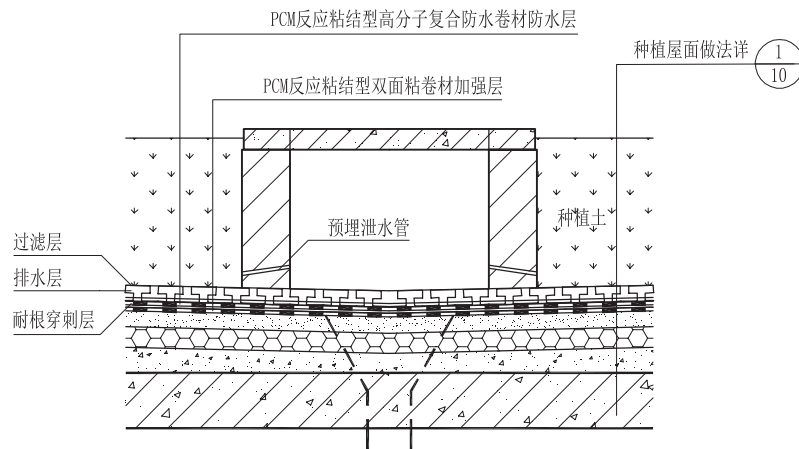 PCM反应粘结型高分子复合防水卷材防水层
种植屋面做法详
1
10
PCM反应粘结型双面粘卷材加强层
种植土
预埋泄水管
过滤层
排水层
耐根穿刺层